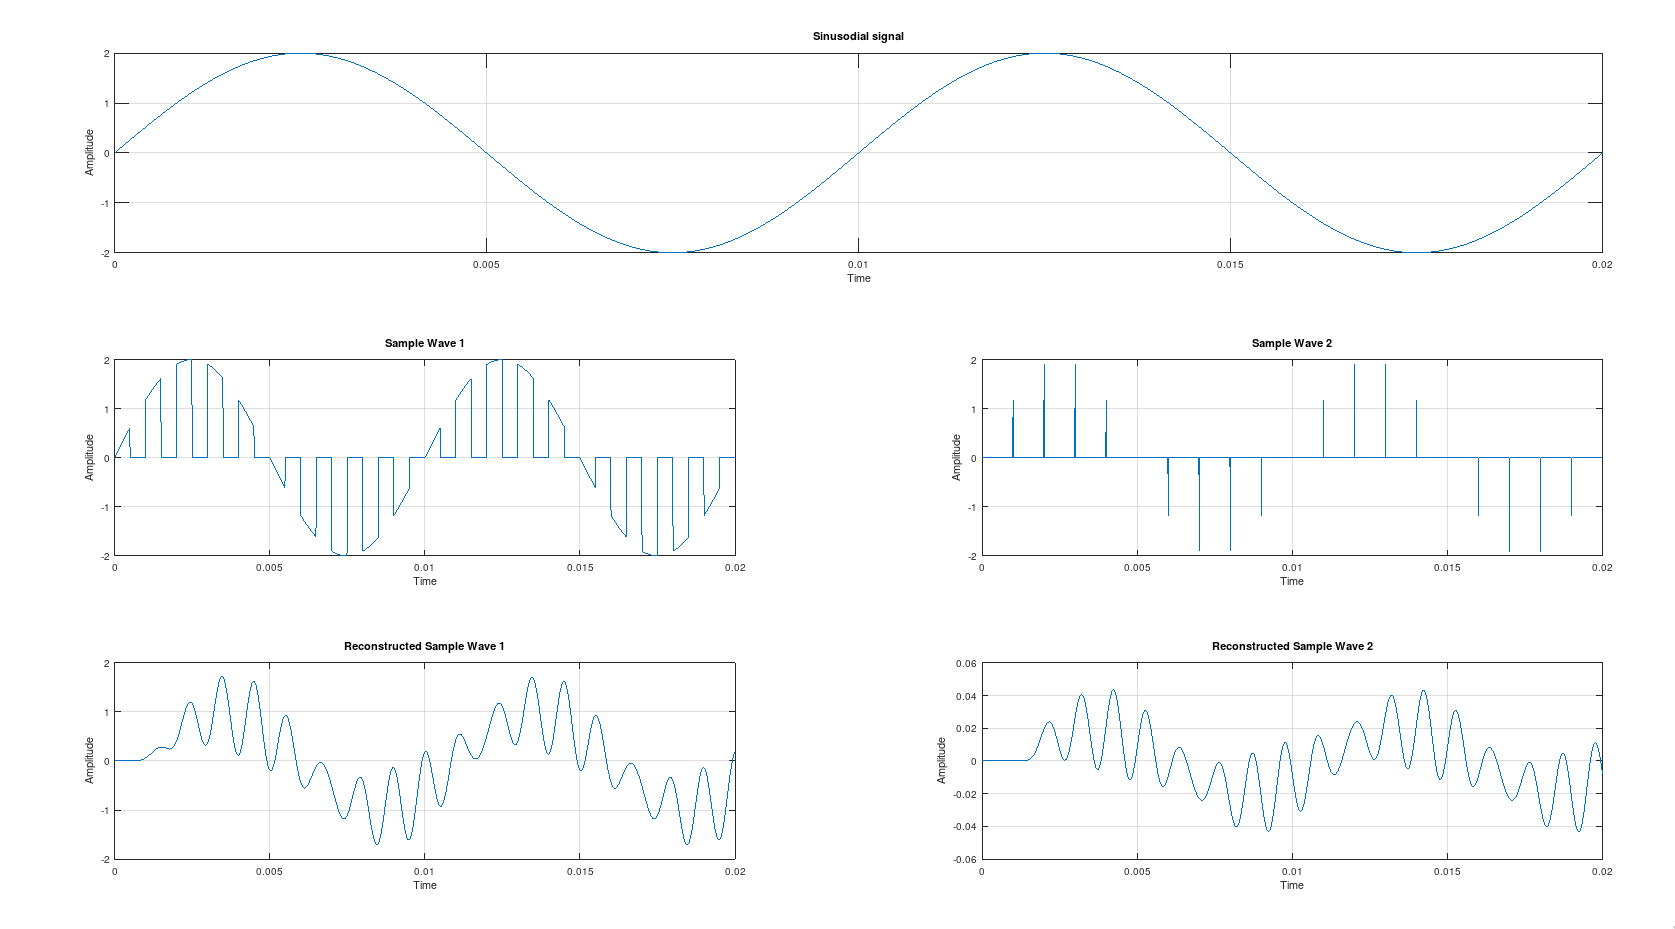 Sinusodial signal
2
1
0
-1
-2
Amplitude
0 0.005 0.01 0.015 0.02
Time
Sample Wave 1
2
1
0
-1
-2
Amplitude
0 0.005 0.01 0.015 0.02
Time
Sample Wave 2
2
1
0
-1
-2
Amplitude
0 0.005 0.01 0.015 0.02
Time
Reconstructed Sample Wave 1
2
1
0
-1
-2
Amplitude
0 0.005 0.01 0.015 0.02
Time
Reconstructed Sample Wave 2
0.06
0.04
0.02
0
-0.02
-0.04
-0.06
Amplitude
0 0.005 0.01 0.015 0.02
Time